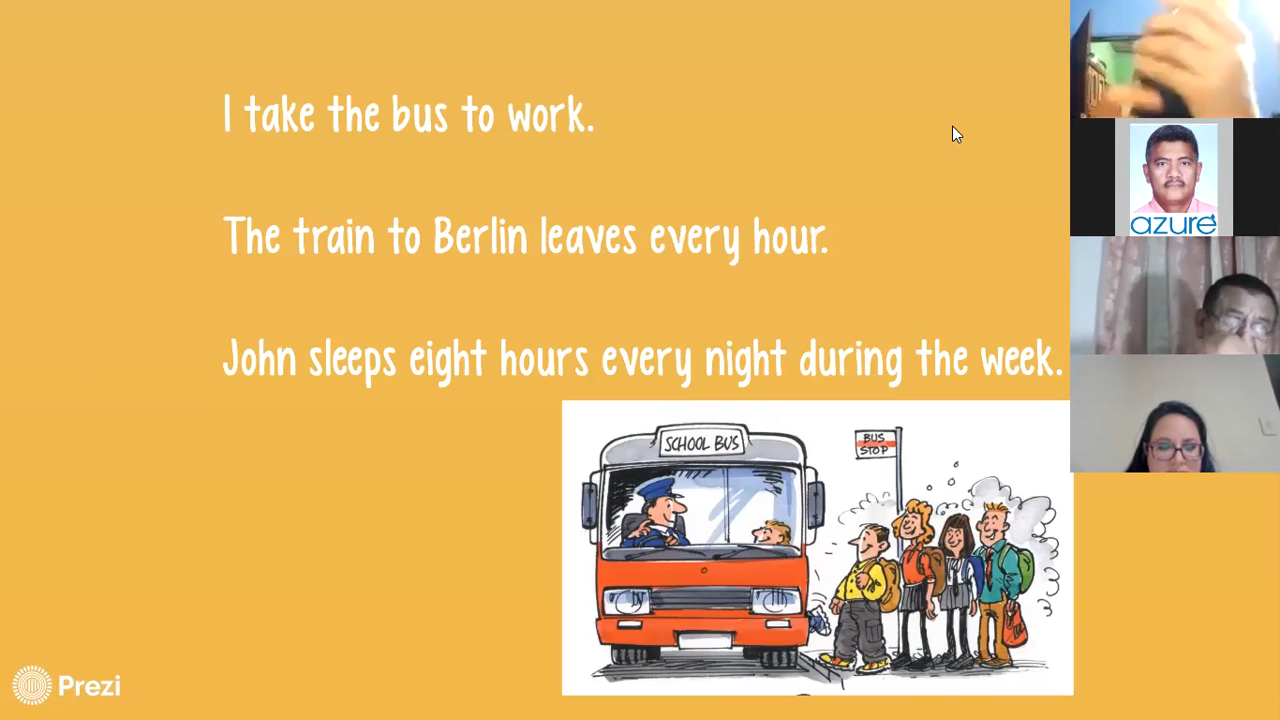 I take the bus to work.
The train to Berlin leaves every hour.
John sleeps eight hours every night during the week.
SCHOOL BUS
BUS
STOP
azure
Prezi